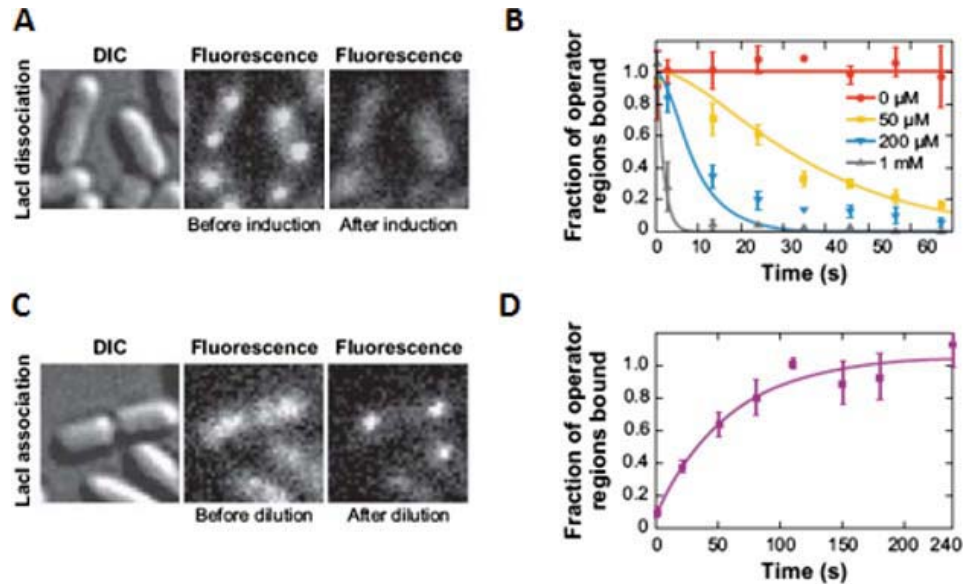 A
DIC
Fluorescence
Fluorescence
LacI dissociation
Before induction
After induction
B
Fraction of operator
regions bound
1.0
0.8
0.6
0.4
0.2
0
0 μM
50 μM
200 μM
1 mM
0 10 20 30 40 50 60
Time (s)
C
DIC
Fluorescence
Fluorescence
LacI association
Before dilution
After dilution
D
Fraction of operator
regions bound
1.0
0.8
0.6
0.4
0.2
0
0 50 100 150 200 240
Time (s)